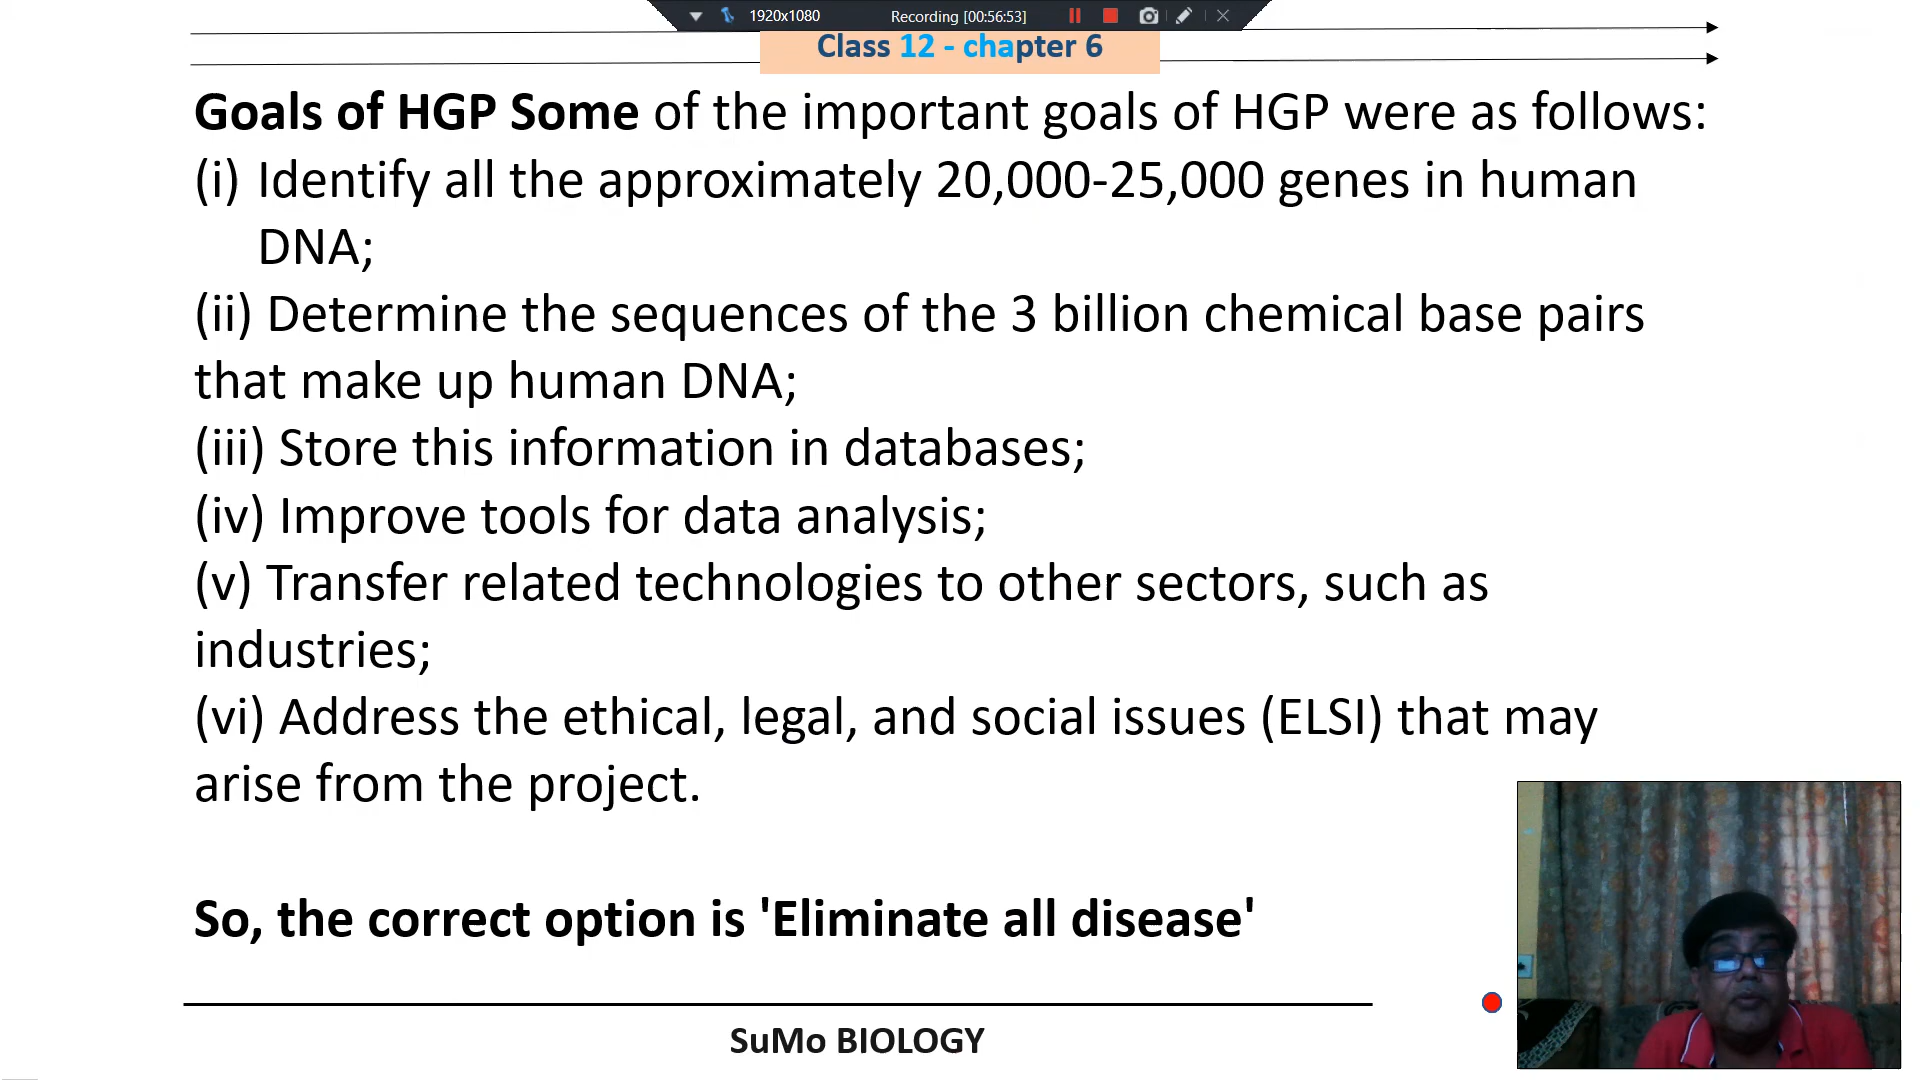 1920x1080 Recording [00:56:53]
Class 12 - chapter 6
Goals of HGP Some of the important goals of HGP were as follows:
(i) Identify all the approximately 20,000-25,000 genes in human
DNA;
(ii) Determine the sequences of the 3 billion chemical base pairs
that make up human DNA;
(iii) Store this information in databases;
(iv) Improve tools for data analysis;
(v) Transfer related technologies to other sectors, such as
industries;
(vi) Address the ethical, legal, and social issues (ELSI) that may
arise from the project.
So, the correct option is 'Eliminate all disease'
SuMo BIOLOGY